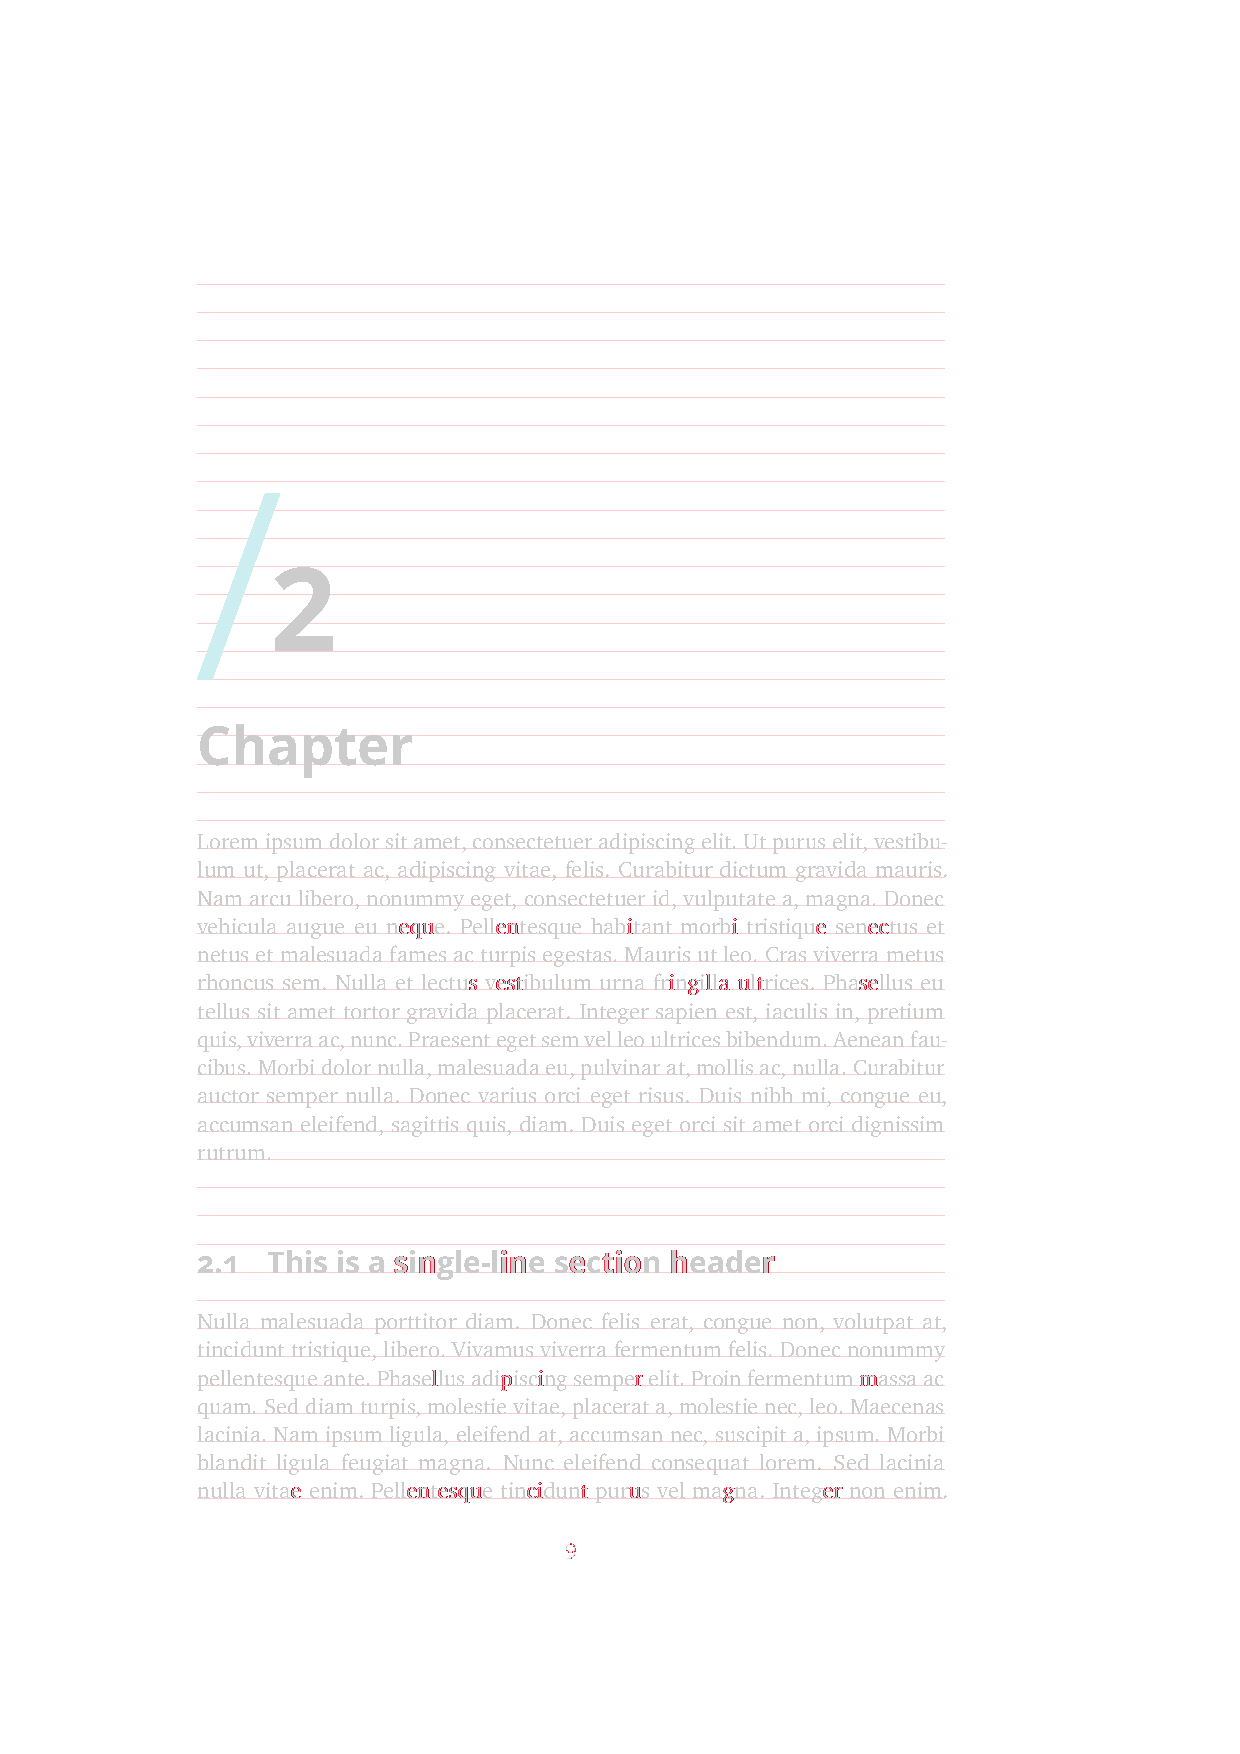 /2
Chapter
Lorem ipsum dolor sit amet, consectetuer adipiscing elit. Ut purus elit, vestibu-
lum ut, placerat ac, adipiscing vitae, felis. Curabitur dictum gravida mauris.
Nam arcu libero, nonummy eget, consectetuer id, vulputate a, magna. Donec
vehicula augue eu neque. Pellentesque habitant morbi tristique senectus et
netus et malesuada fames ac turpis egestas. Mauris ut leo. Cras viverra metus
rhoncus sem. Nulla et lectus vestibulum urna fringilla ultrices. Phasellus eu
tellus sit amet tortor gravida placerat. Integer sapien est, iaculis in, pretium
quis, viverra ac, nunc. Praesent eget sem vel leo ultrices bibendum. Aenean fau-
cibus. Morbi dolor nulla, malesuada eu, pulvinar at, mollis ac, nulla. Curabitur
auctor semper nulla. Donec varius orci eget risus. Duis nibh mi, congue eu,
accumsan eleifend, sagittis quis, diam. Duis eget orci sit amet orci dignissim
rutrum.
2.1 This is a single-line section header
Nulla malesuada porttitor diam. Donec felis erat, congue non, volutpat at,
tincidunt tristique, libero. Vivamus viverra fermentum felis. Donec nonummy
pellentesque ante. Phasellus adipiscing semper elit. Proin fermentum massa ac
quam. Sed diam turpis, molestie vitae, placerat a, molestie nec, leo. Maecenas
lacinia. Nam ipsum ligula, eleifend at, accumsan nec, suscipit a, ipsum. Morbi
blandit ligula feugiat magna. Nunc eleifend consequat lorem. Sed lacinia
nulla vitae enim. Pellentesque tincidunt purus vel magna. Integer non enim.
9